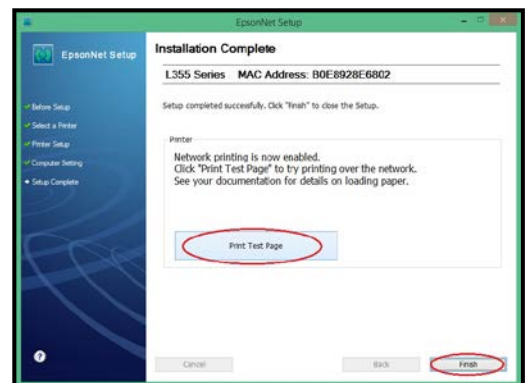 EpsonNet Setup
EpsonNet Setup
Installation Complete
L355 Series MAC Address: B0E8928E6802
Before Setup
Select a Printer
Printer Setup
Computer Setting
Setup Complete
Setup completed successfully. Click "Finish" to close the Setup.
Printer
Network printing is now enabled.
Click "Print Test Page" to try printing over the network.
See your documentation for details on loading paper.
Print Test Page
?
Cancel
Back
Finish